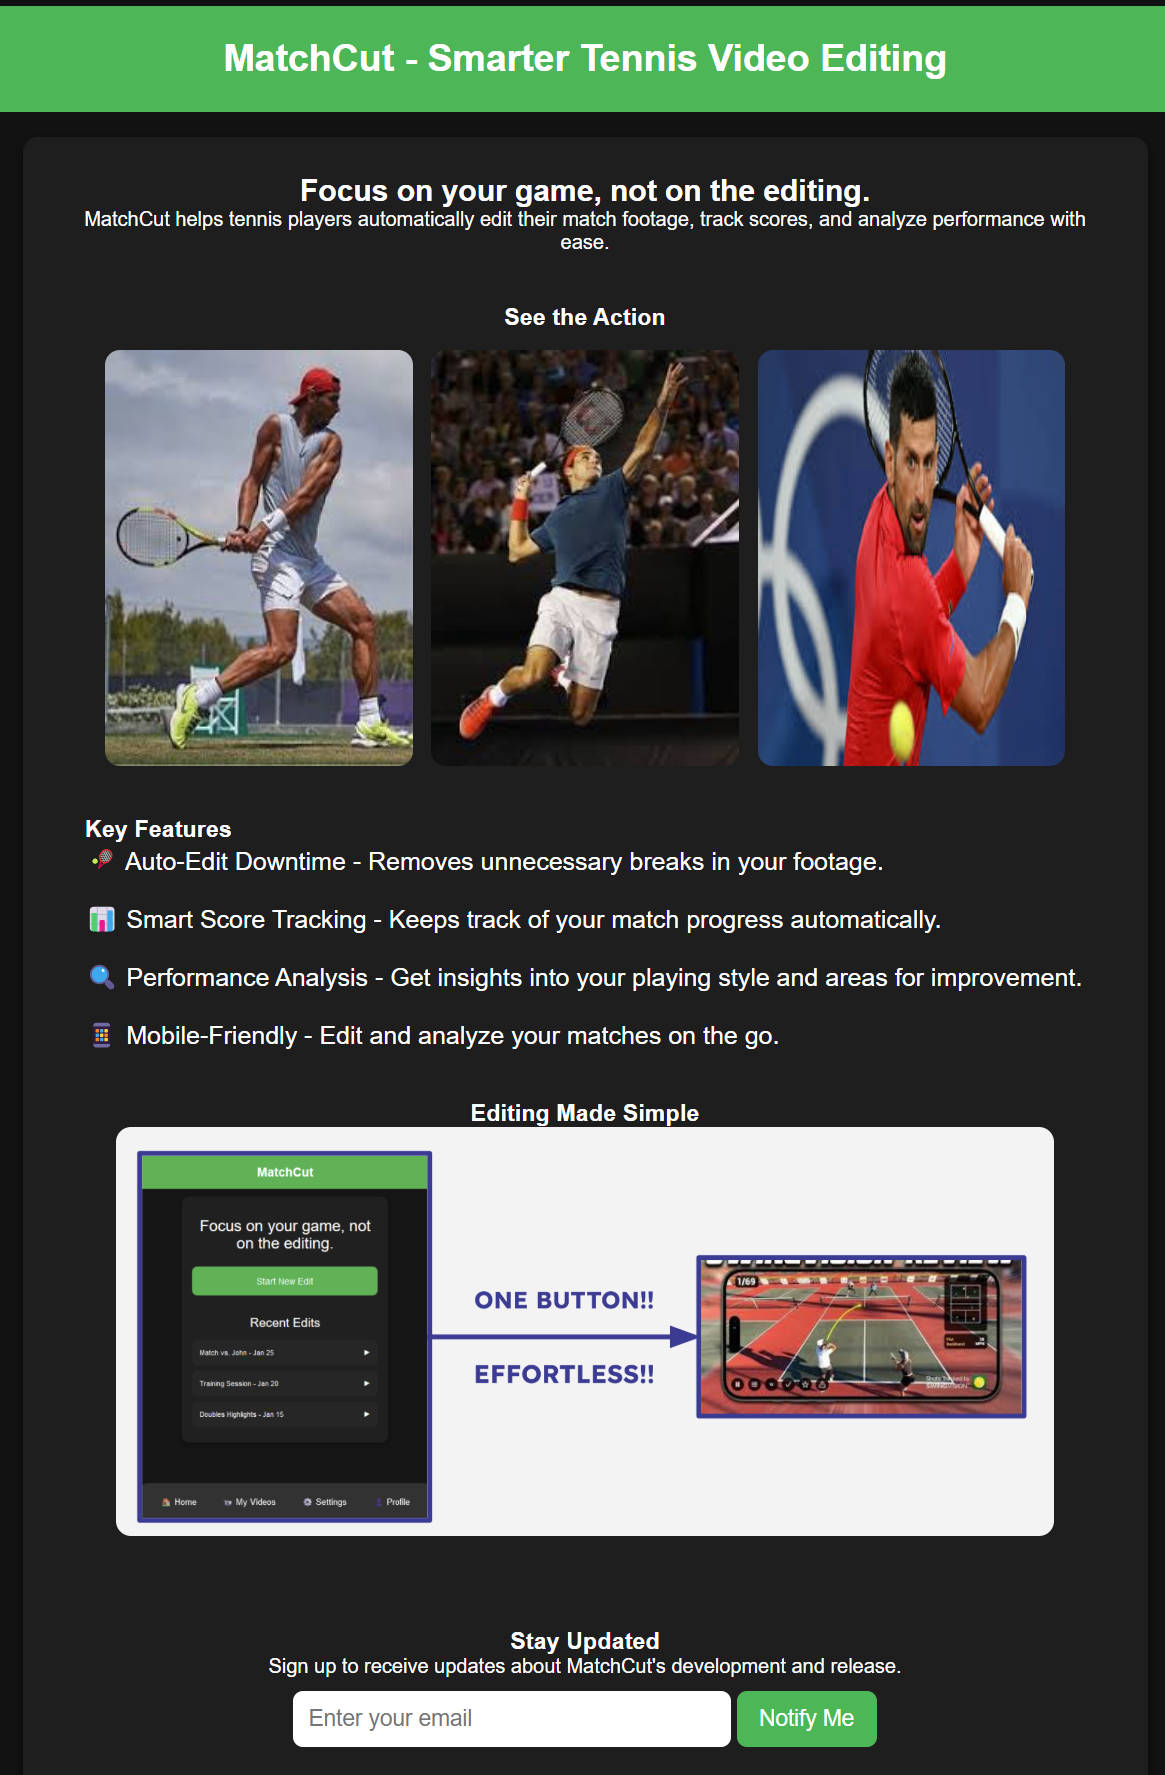 MatchCut - Smarter Tennis Video Editing
Focus on your game, not on the editing.
MatchCut helps tennis players automatically edit their match footage, track scores, and analyze performance with
ease.
See the Action
Key Features
Auto-Edit Downtime - Removes unnecessary breaks in your footage.
Smart Score Tracking - Keeps track of your match progress automatically.
Performance Analysis - Get insights into your playing style and areas for improvement.
Mobile-Friendly - Edit and analyze your matches on the go.
Editing Made Simple
MatchCut
Focus on your game, not
on the editing.
Start New Edit
Recent Edits
Match vs. John - Jan 25
Training Session - Jan 20
Doubles Highlights - Jan 15
Home My Videos Settings Profile
ONE BUTTON!!
EFFORTLESS!!
1/69
Shots Tracked by
SWINGVISION
Stay Updated
Sign up to receive updates about MatchCut's development and release.
Enter your email
Notify Me